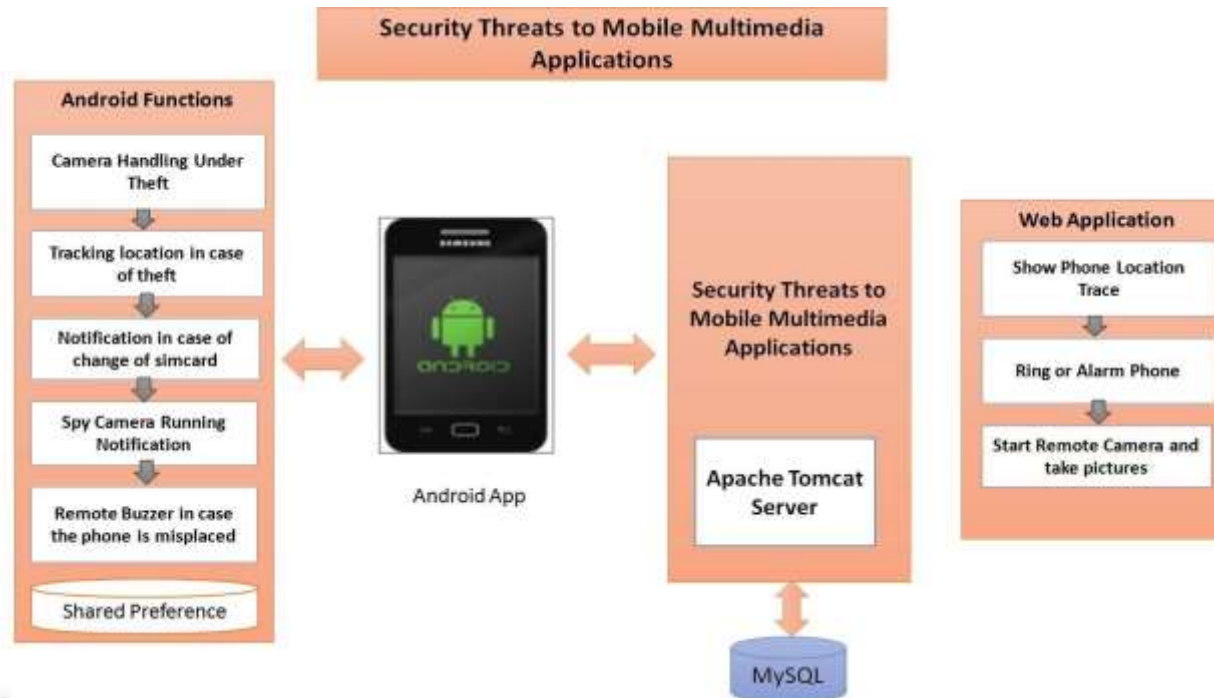 Security Threats to Mobile Multimedia
Applications
Android Functions
Camera Handling Under
Theft
Tracking location in case
of theft
Notification in case of
change of simcard
Spy Camera Running
Notification
Remote Buzzer in case
the phone is misplaced
Shared Preference
SAMSUNG
ANDROID
Android App
Security Threats to
Mobile Multimedia
Applications
Apache Tomcat
Server
MySQL
Web Application
Show Phone Location
Trace
Ring or Alarm Phone
Start Remote Camera and
take pictures